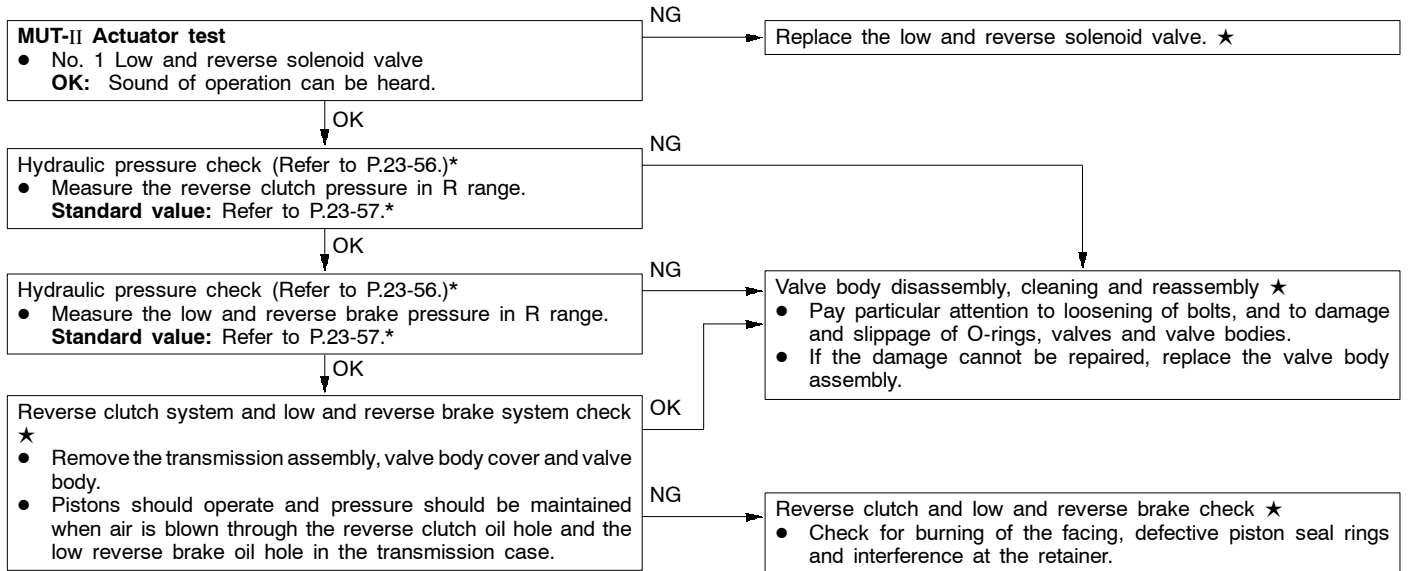 MUT-II Actuator test
● No. 1 Low and reverse solenoid valve
OK: Sound of operation can be heard.
NG
Replace the low and reverse solenoid valve. ★
OK
Hydraulic pressure check (Refer to P.23-56.)*
● Measure the reverse clutch pressure in R range.
Standard value: Refer to P.23-57.*
NG
OK
Hydraulic pressure check (Refer to P.23-56.)*
● Measure the low and reverse brake pressure in R range.
Standard value: Refer to P.23-57.*
NG
Valve body disassembly, cleaning and reassembly ★
● Pay particular attention to loosening of bolts, and to damage
and slippage of O-rings, valves and valve bodies.
● If the damage cannot be repaired, replace the valve body
assembly.
OK
Reverse clutch system and low and reverse brake system check
★
● Remove the transmission assembly, valve body cover and valve
body.
● Pistons should operate and pressure should be maintained
when air is blown through the reverse clutch oil hole and the
low reverse brake oil hole in the transmission case.
OK
NG
Reverse clutch and low and reverse brake check ★
● Check for burning of the facing, defective piston seal rings
and interference at the retainer.